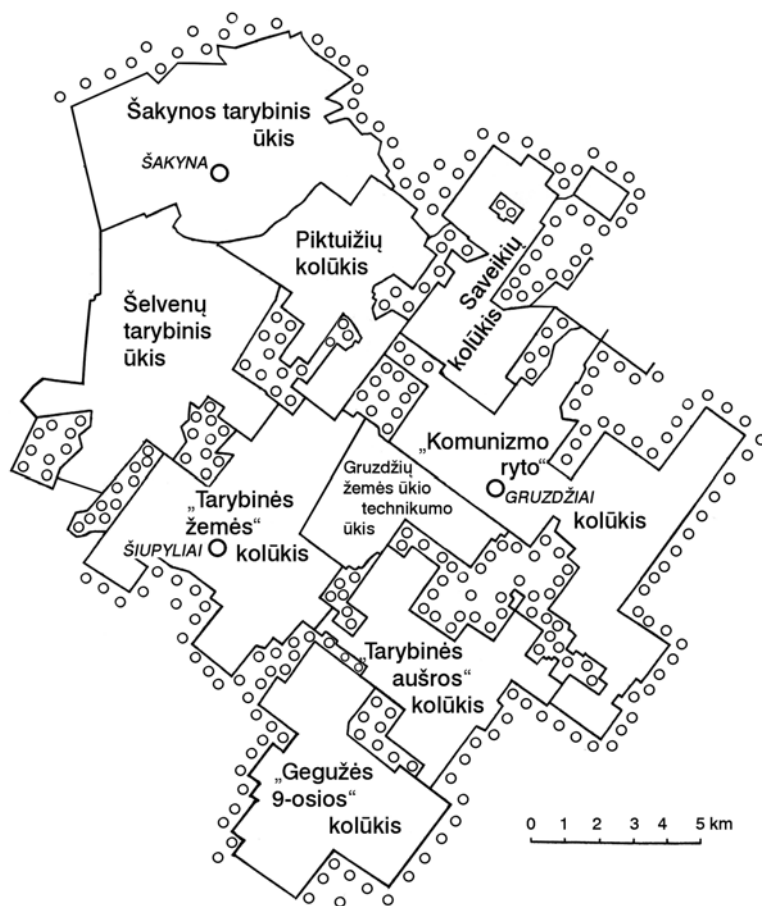 Šakynos tarybinis
ūkis
ŠAKYNA
Piktuižių
kolūkis
Saveikių
kolūkis
Šelvenų
tarybinis
ūkis
„Komunizmo
ryto“
GRUZDŽIAI
kolūkis
Gruzdžių
žemės ūkio
technikumo
ūkis
„Tarybinės
žemės“
ŠIUPYLIAI
kolūkis
„Tarybinės
aušros“
kolūkis
„Gegužės
9-osios“
kolūkis
0 1 2 3 4 5 km